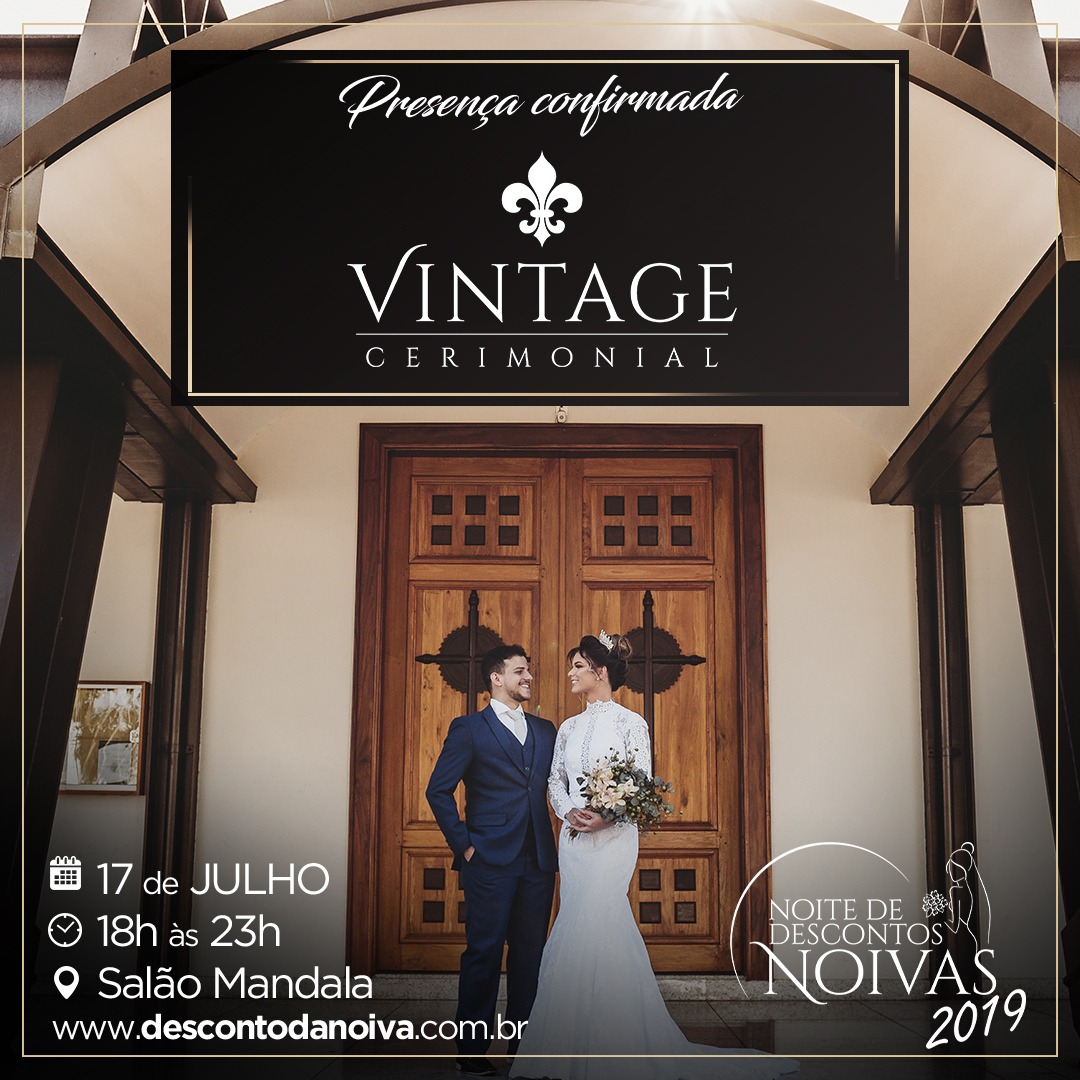 Presença confirmada
VINTAGE
CERIMONIAL
17 de JULHO
18h às 23h
Salão Mandala
www.descontodanoiva.com.br
NOITE DE
DESCONTOS
NOIVAS
2019